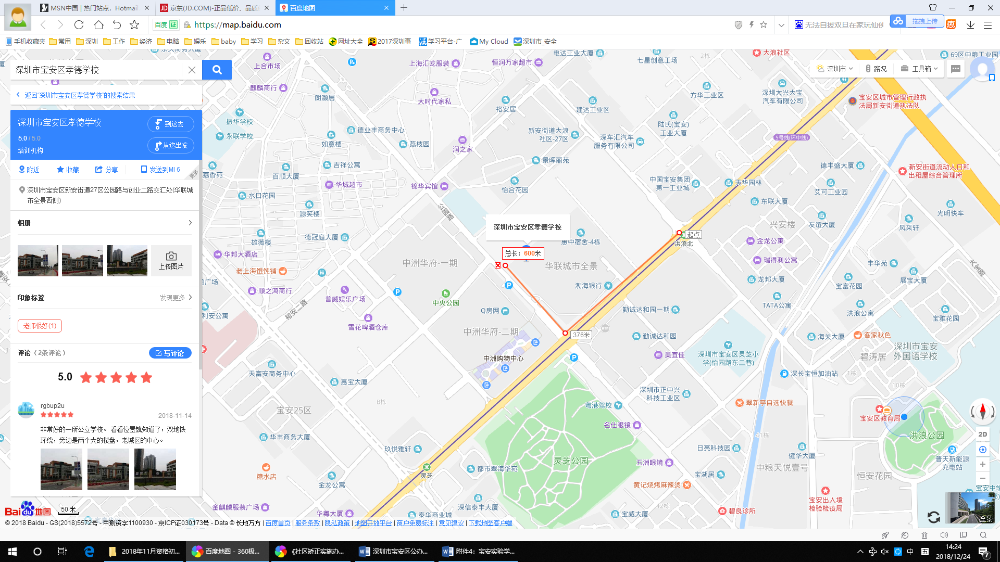 MSN中国 | 热门站点，Hotmail
京东(JD.COM)-正品低价、品质
百度地图
百度 证
https://map.baidu.com
无法自拔双旦在家玩仙侠
拖拽上传
手机收藏夹 常用 深圳 工作 经济 电脑 娱乐 baby 学习 杂文 回收站 网址大全 2017深圳事 学习平台-广 My Cloud 深圳市_安全
深圳市宝安区孝德学校
返回"深圳市宝安区孝德学校"的搜索结果
深圳市宝安区孝德学校
到这去
5.0 / 5.0
培训机构
从这出发
附近 收藏 分享 发送到MI 6
更多
深圳市宝安区新安街道27区公园路与创业二路交汇处(华联城
市全景西侧)
相册
上传图片
印象标签
发现更多
老师很好(1)
评论（2条评论）
写评论
5.0
rgbup2u
2018-11-14
非常好的一所公立学校。看看位置就知道了，双地铁
环绕，旁边是两个大的楼盘，老城区的中心。
深圳市 路况 工具箱
上合市场
上海汇龙服装
恒润万家超市
电达工业大厦
七星创意工场
2栋
大浪社区
69区中粮工业园
麒麟商行
朗灏居
大时代家私
裕安居
建达工业区
方华工业区
深圳大兴大宝
汽车有限公司
宝安区城市管理行政执
法局新安街道执法队
振华学校
永联学校
德业丰商务中心
如意楼
荔枝园
润之家
新安街道大浪
社区-27区
陆氏(宝安)
工业大厦
深车汇汽车
服务有限公司
5号线(环中线)
景晖丽苑
荔香苑
百顺大厦
吉祥公寓
华城超市
锦华宾馆
怡合花园
中国宝安集团
第一工业城
天华园林
德丰盛大厦
新安街道流动人口和
出租屋综合管理所
艾可工业园
水口花园
源笑楼
公园路
东联大厦
光明快车
友谊大厦
风采轩
兴安楼
雄薇楼
德冠庭大厦
深圳市宝安区孝德学校
惠中宿舍-4栋
起点
洪浪北
金龙公寓
华邦大酒店
总长：600米
中洲华府-一期
华联城市全景
瑞得利公寓
丰华苑
大宝路
老上海馄饨铺
渤海银行
龙邦大厦
宝富花园
展宝大厦
顺之鸿商行
普威娱乐广场
中央公园
裕安二路
Q房网
勤诚达和园一期
TATA公寓
洪浪公寓
宝雅花园
利安公寓
雪花啤酒仓库
中洲华府-二期
376米
ATM
勤诚达和园
海关大厦
客家秋色
中洲购物中心
美宜佳
深圳市宝安区灵芝小
学(怡园路东二巷)
碧涛居
深圳市宝安
外国语学校
天富安商务中心
惠宝大厦
深长宝恒加油站
1栋
10栋
B栋
宝安25区
深圳市正中兴
科技工业区
粤港驾校
翠新亭自选快餐
宝安区教育局
名仕眼镜
41栋
洪浪公园
华丰商务大厦
玖悦雅轩
日亮科技园
健华大厦
普天新能源
充电站
灵芝公园
五洲眼镜
中粮天悦壹号
糖水店
灵芝
都市翠海华苑
宝湖居
恒安花园
金龙公寓
黄记烧烤麻辣烫
金麒麟服装广场
深信泰丰大厦
42栋
宝安出入境
检验检疫局
华粤大厦
泰华商业城
宝威大厦
碧良诊所
2D
全景
Bai du 地图
50 米
© 2018 Baidu - GS(2018)5572号 - 甲测资字1100930 - 京ICP证030173号 - Data © 长地万方 | 百度首页 | 服务条款 | 隐私政策 | 地图开放平台 | 商户免费标注 | 意见建议 | 下载地图客户端
2018年11月资格初...
百度地图 - 360极...
《社区矫正实施办...
深圳市宝安区公办...
附件4：宝安实验学...
中
14:24
2018/12/24
7